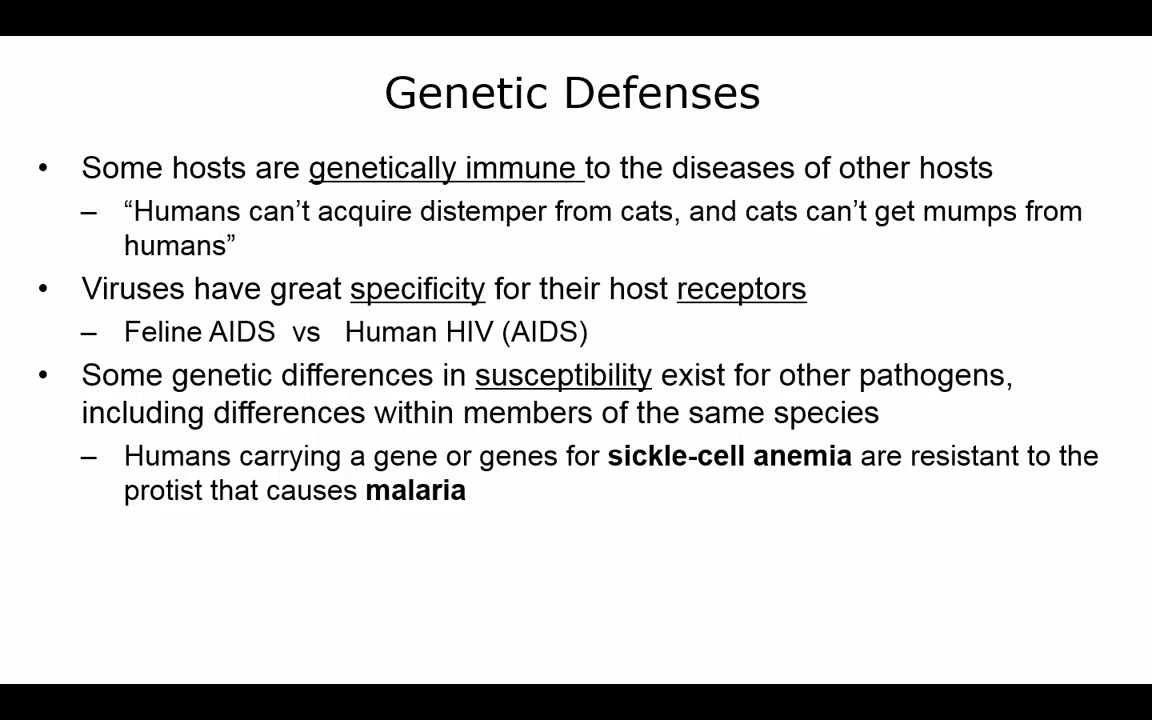 Genetic Defenses
• Some hosts are genetically immune to the diseases of other hosts
– “Humans can’t acquire distemper from cats, and cats can’t get mumps from
humans”
• Viruses have great specificity for their host receptors
– Feline AIDS vs Human HIV (AIDS)
• Some genetic differences in susceptibility exist for other pathogens,
including differences within members of the same species
– Humans carrying a gene or genes for sickle-cell anemia are resistant to the
protist that causes malaria